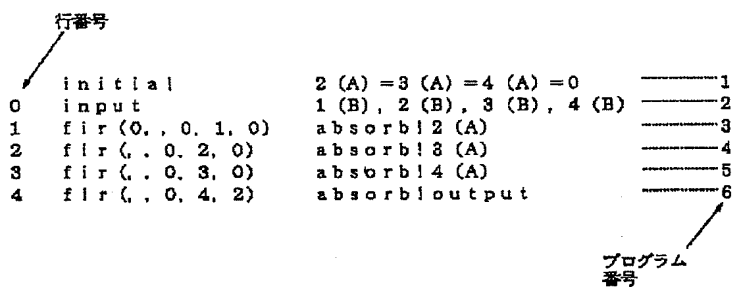 行番号
initial 2 (A) =3 (A) =4 (A) =0 1
0 input 1 (B), 2 (B), 3 (B), 4 (B) 2
1 fir (0, , 0, 1, 0) absorb!2 (A) 3
2 fir (, , 0, 2, 0) absorb!3 (A) 4
3 fir (, , 0, 3, 0) absorb!4 (A) 5
4 fir (, , 0, 4, 2) absorb!output 6
プログラム
番号